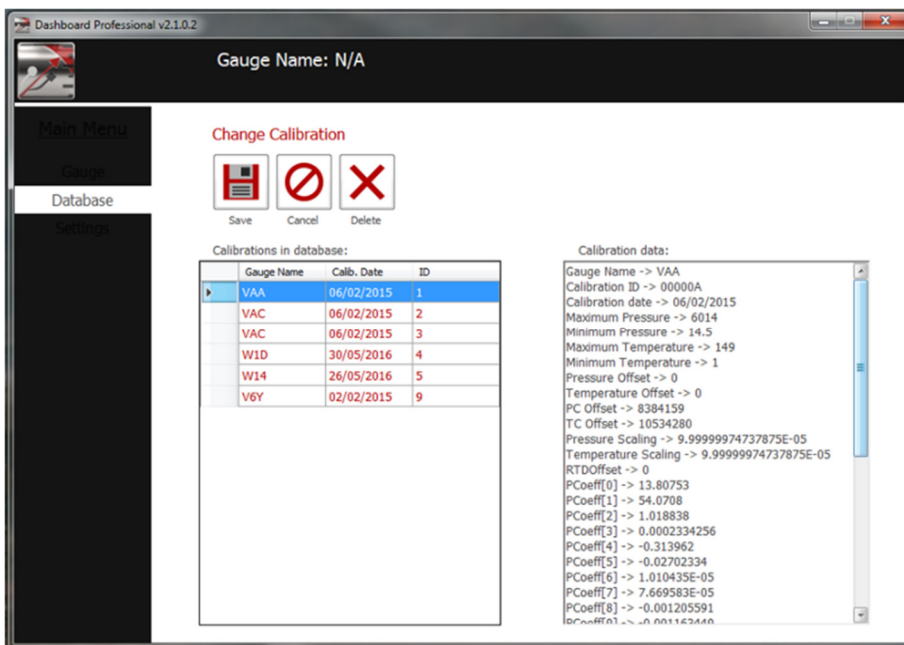 Dashboard Professional v2.1.0.2
Gauge Name: N/A
Main Menu
Gauge
Database
Settings
Change Calibration
Save Cancel Delete
Calibrations in database:
Gauge Name Calib. Date ID
VAA 06/02/2015 1
VAC 06/02/2015 2
VAC 06/02/2015 3
W1D 30/05/2016 4
W14 26/05/2016 5
V6Y 02/02/2015 9
Calibration data:
Gauge Name -> VAA
Calibration ID -> 00000A
Calibration date -> 06/02/2015
Maximum Pressure -> 6014
Minimum Pressure -> 14.5
Maximum Temperature -> 149
Minimum Temperature -> 1
Pressure Offset -> 0
Temperature Offset -> 0
PC Offset -> 8384159
TC Offset -> 10534280
Pressure Scaling -> 9.99999974737875E-05
Temperature Scaling -> 9.99999974737875E-05
RTDOffset -> 0
PCoeff[0] -> 13.80753
PCoeff[1] -> 54.0708
PCoeff[2] -> 1.018838
PCoeff[3] -> 0.0002334256
PCoeff[4] -> -0.313962
PCoeff[5] -> -0.02702334
PCoeff[6] -> 1.010435E-05
PCoeff[7] -> 7.669583E-05
PCoeff[8] -> -0.001205591
PCoeff[9] -> -0.001163449